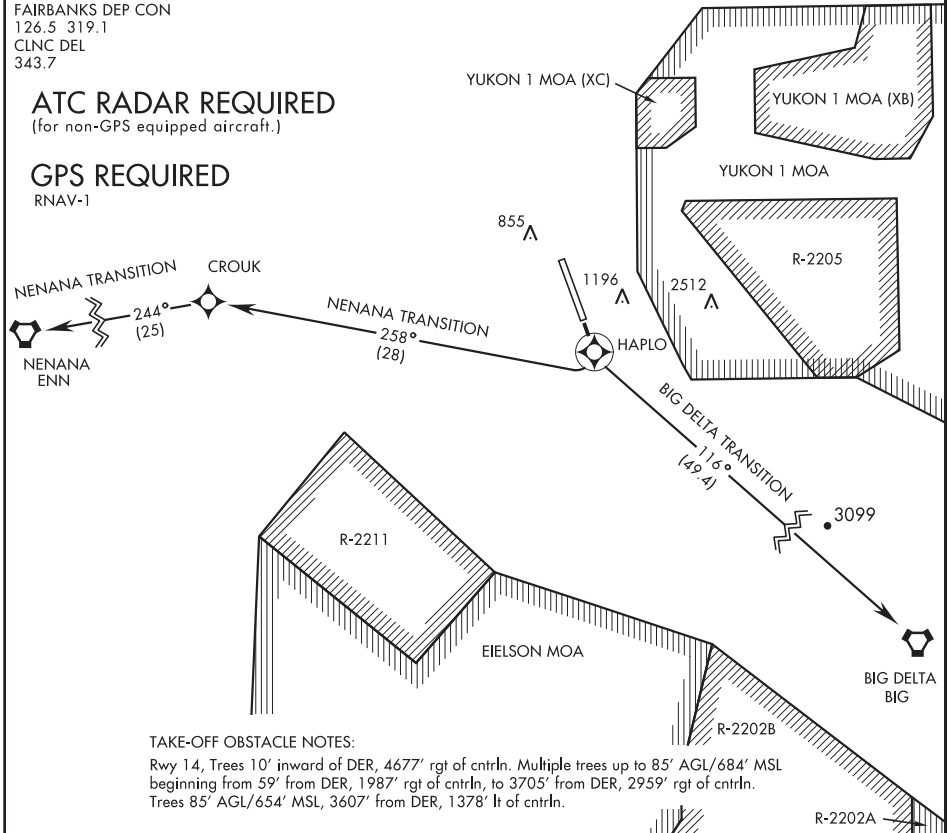 FAIRBANKS DEP CON
126.5 319.1
CLNC DEL
343.7
ATC RADAR REQUIRED
(for non-GPS equipped aircraft.)
GPS REQUIRED
RNAV-1
YUKON 1 MOA (XC)
YUKON 1 MOA (XB)
YUKON 1 MOA
R-2205
855
1196
2512
NENANA TRANSITION
CROUK
244°
(25)
NENANA
ENN
NENANA TRANSITION
258°
(28)
HAPLO
BIG DELTA TRANSITION
116°
(49.4)
3099
BIG DELTA
BIG
R-2211
EIELSON MOA
R-2202B
R-2202A
TAKE-OFF OBSTACLE NOTES:
Rwy 14, Trees 10' inward of DER, 4677' rgt of cntrln. Multiple trees up to 85' AGL/684' MSL
beginning from 59' from DER, 1987' rgt of cntrln, to 3705' from DER, 2959' rgt of cntrln.
Trees 85' AGL/654' MSL, 3607' from DER, 1378' lt of cntrln.